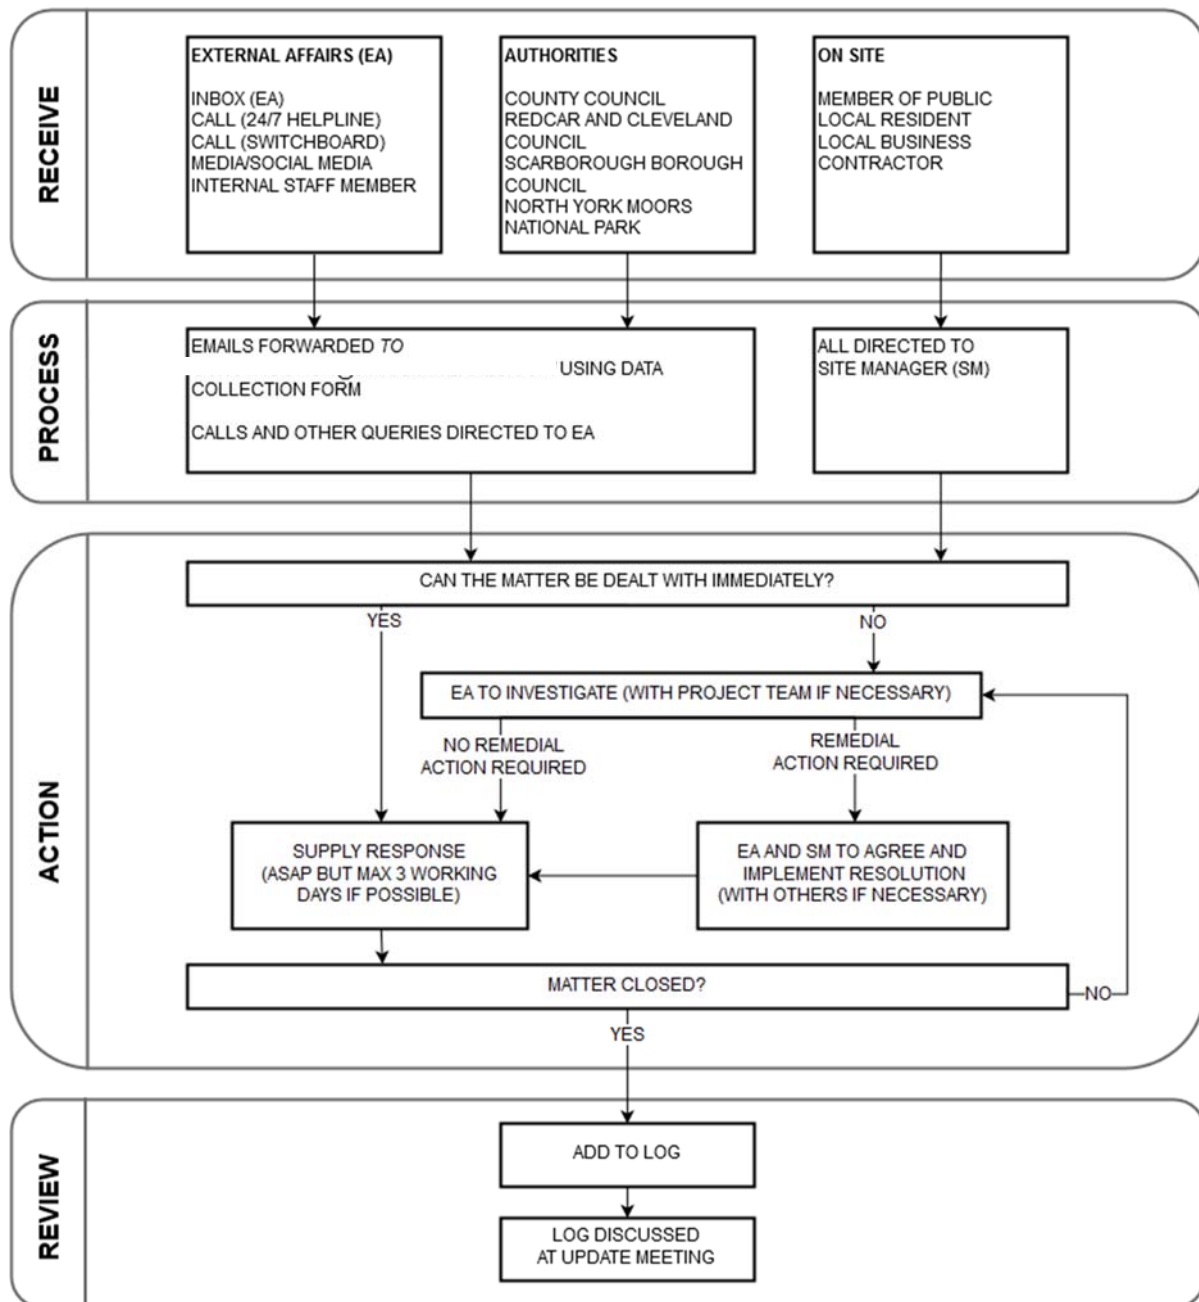 RECEIVE
EXTERNAL AFFAIRS (EA)
INBOX (EA)
CALL (24/7 HELPLINE)
CALL (SWITCHBOARD)
MEDIA/SOCIAL MEDIA
INTERNAL STAFF MEMBER
AUTHORITIES
COUNTY COUNCIL
REDCAR AND CLEVELAND
COUNCIL
SCARBOROUGH BOROUGH
COUNCIL
NORTH YORK MOORS
NATIONAL PARK
ON SITE
MEMBER OF PUBLIC
LOCAL RESIDENT
LOCAL BUSINESS
CONTRACTOR
PROCESS
EMAILS FORWARDED TO
USING DATA
COLLECTION FORM
CALLS AND OTHER QUERIES DIRECTED TO EA
ALL DIRECTED TO
SITE MANAGER (SM)
ACTION
CAN THE MATTER BE DEALT WITH IMMEDIATELY?
YES
NO
EA TO INVESTIGATE (WITH PROJECT TEAM IF NECESSARY)
NO REMEDIAL
ACTION REQUIRED
REMEDIAL
ACTION REQUIRED
SUPPLY RESPONSE
(ASAP BUT MAX 3 WORKING
DAYS IF POSSIBLE)
EA AND SM TO AGREE AND
IMPLEMENT RESOLUTION
(WITH OTHERS IF NECESSARY)
MATTER CLOSED?
NO
YES
REVIEW
ADD TO LOG
LOG DISCUSSED
AT UPDATE MEETING